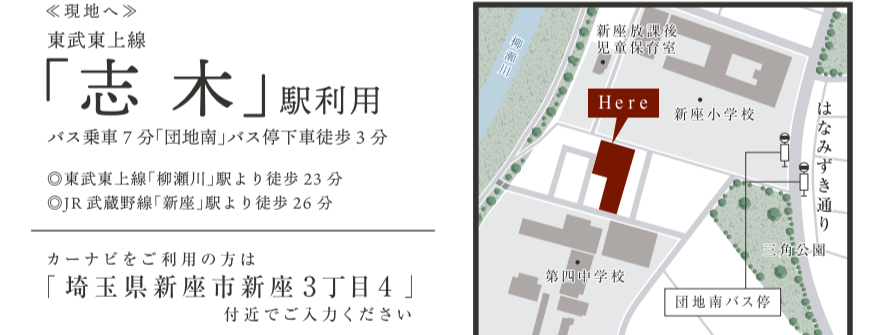 ≪現地へ≫
東武東上線
「志木」駅利用
バス乗車7分「団地南」バス停下車徒歩3分
◎東武東上線「柳瀬川」駅より徒歩23分
◎JR武蔵野線「新座」駅より徒歩26分
カーナビをご利用の方は
「埼玉県新座市新座3丁目4」
付近でご入力ください
柳瀬川
新座放課後
児童保育室
Here
新座小学校
はなみずき通り
三角公園
第四中学校
団地南バス停